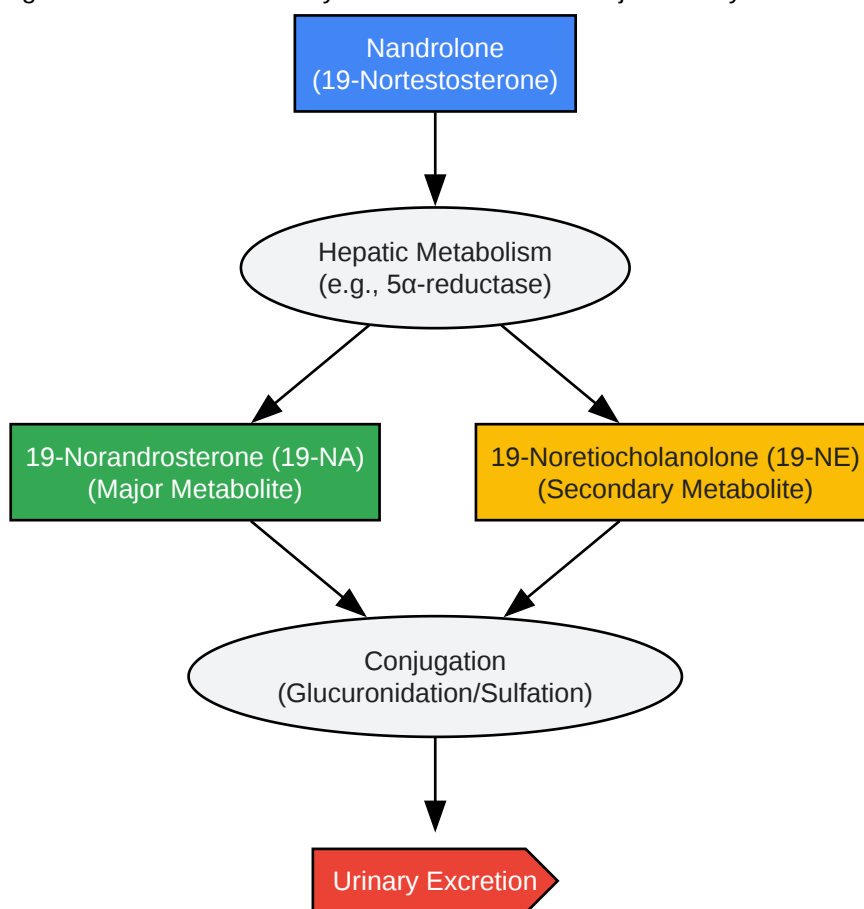 Nandrolone
(19-Nortestosterone)
Hepatic Metabolism
(e.g., 5α-reductase)
19-Norandrosterone (19-NA)
(Major Metabolite)
19-Noretiocholanolone (19-NE)
(Secondary Metabolite)
Conjugation
(Glucuronidation/Sulfation)
Urinary Excretion